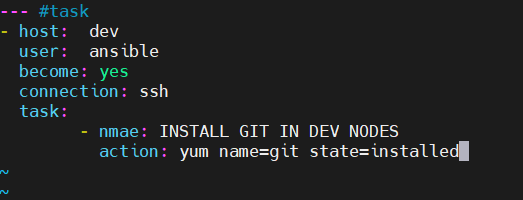 --- #task
- host:  dev
  user:  ansible
  become: yes
  connection: ssh
  task:
        - nmae: INSTALL GIT IN DEV NODES
          action: yum name=git state=installed
~
~